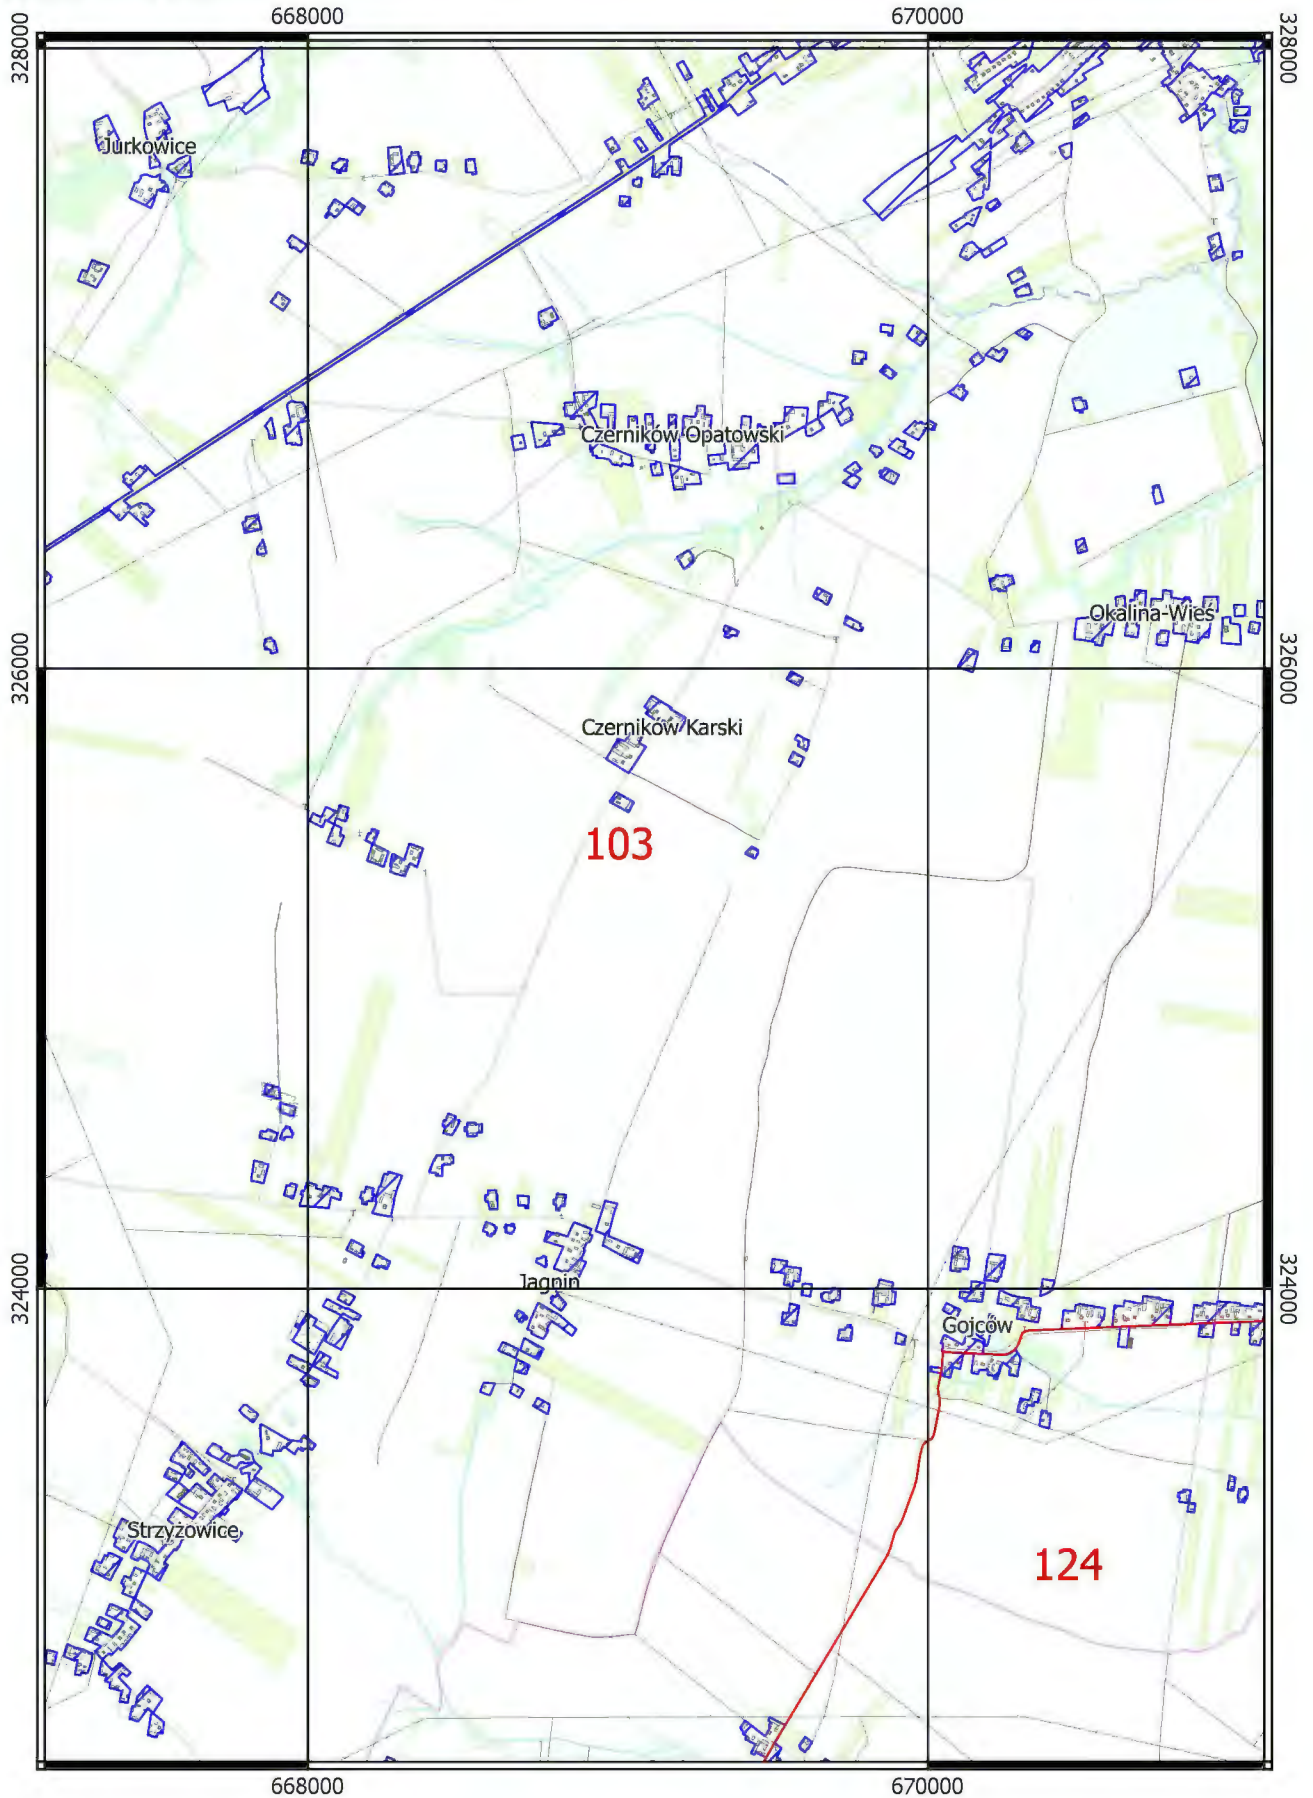 668000
670000
328000
328000
Jurkowice
Czerników Opatowski
Okalina-Wieś
326000
326000
Czerników Karski
103
324000
324000
Jagnin
Gojców
Strzyżowice
124
668000
670000